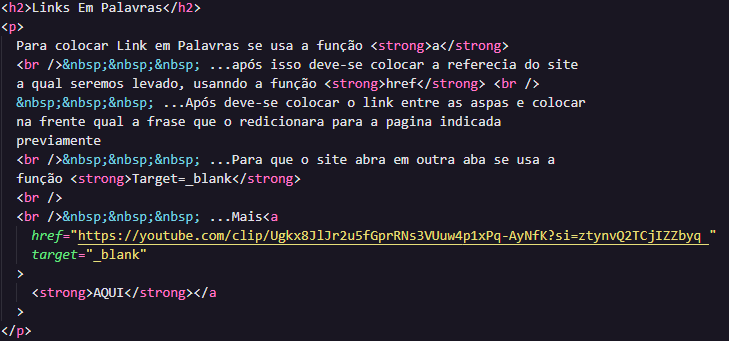 <h2>Links Em Palavras</h2>
<p>
Para colocar Link em Palavras se usa a função <strong>a</strong>
<br />&nbsp;&nbsp;&nbsp; ...após isso deve-se colocar a referecia do site
a qual seremos levado, usanndo a função <strong>href</strong> <br />
&nbsp;&nbsp;&nbsp; ...Após deve-se colocar o link entre as aspas e colocar
na frente qual a frase que o redicionara para a pagina indicada
previamente
<br />&nbsp;&nbsp;&nbsp; ...Para que o site abra em outra aba se usa a
função <strong>Target=_blank</strong>
<br />
<br />&nbsp;&nbsp;&nbsp; ...Mais<a
href="https://youtube.com/clip/Ugkx8JlJr2u5fGprRNs3VUuw4p1xPq-AyNfK?si=ztynvQ2TCjIZZbyq "
target="_blank"
>
<strong>AQUI</strong></a
>
</p>